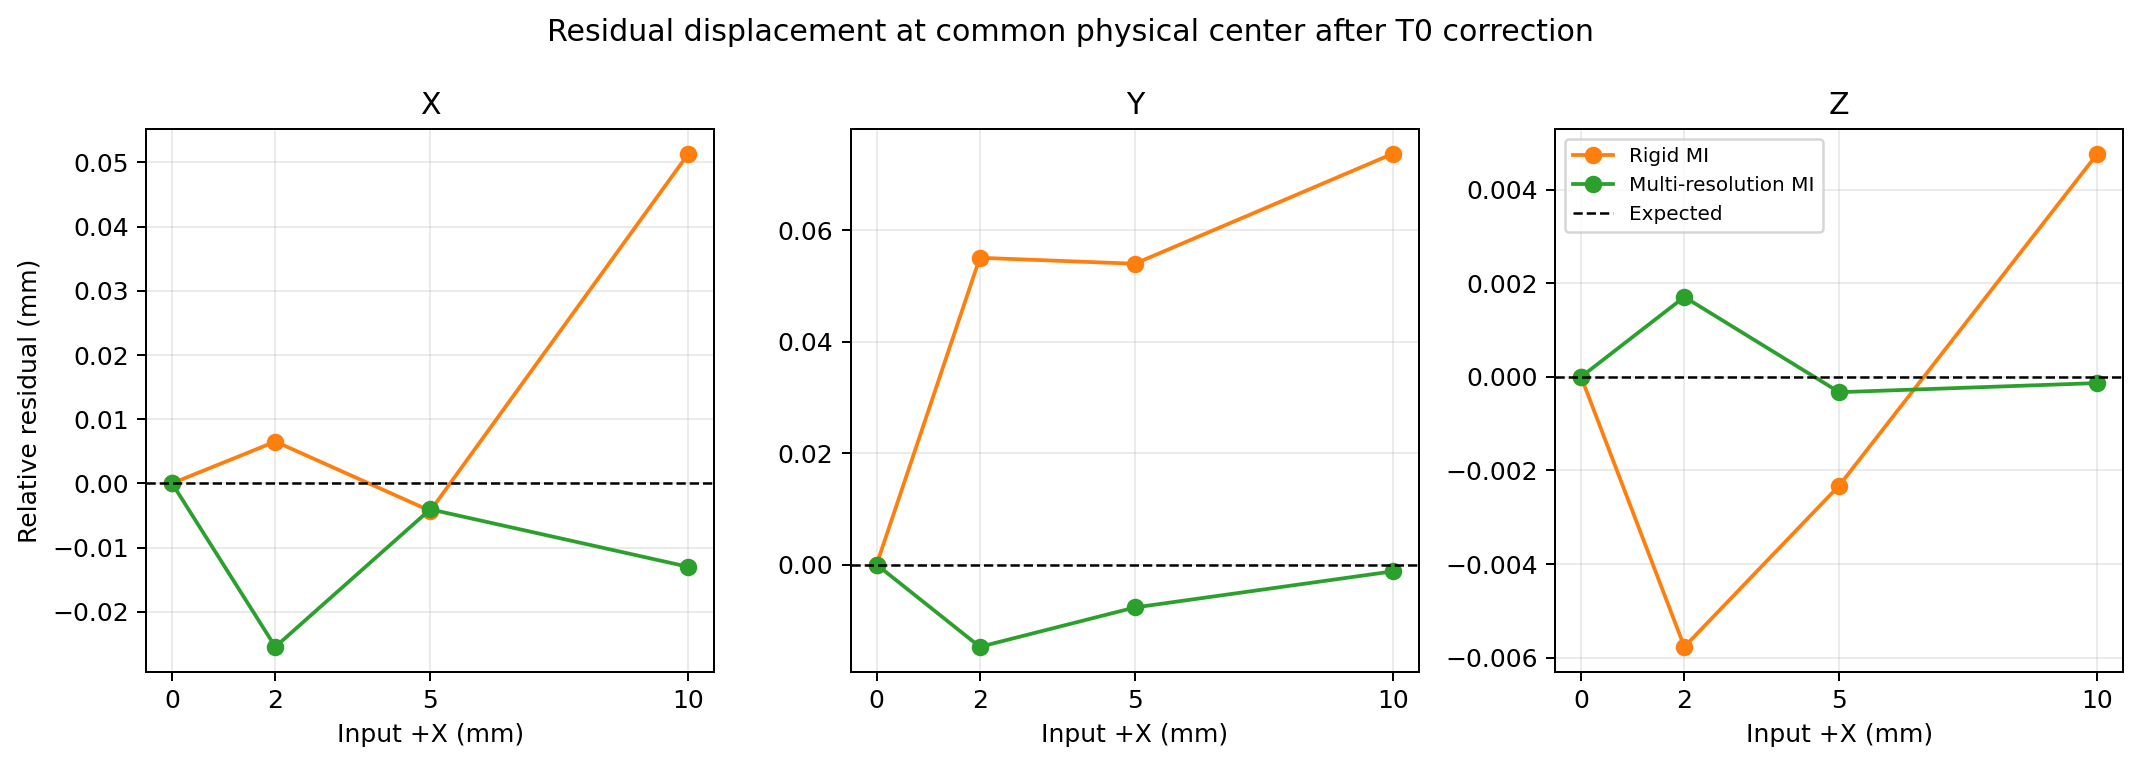 Residual displacement at common physical center after T0 correction
X
Y
Z
Relative residual (mm)
0.05
0.04
0.03
0.02
0.01
0.00
−0.01
−0.02
0
2
5
10
Input +X (mm)
0.06
0.04
0.02
0.00
0
2
5
10
Input +X (mm)
Rigid MI
Multi-resolution MI
Expected
0.004
0.002
0.000
−0.002
−0.004
−0.006
0
2
5
10
Input +X (mm)